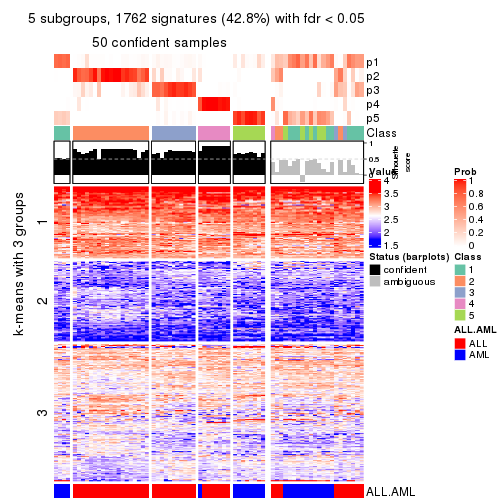 5 subgroups, 1762 signatures (42.8%) with fdr < 0.05
50 confident samples
p1
p2
p3
p4
p5
Class
1
0.5
0
Silhouette
score
k-means with 3 groups
1
2
3
ALL.AML
Value
4
3.5
3
2.5
2
1.5
Prob
1
0.8
0.6
0.4
0.2
0
Status (barplots)
confident
ambiguous
Class
1
2
3
4
5
ALL.AML
ALL
AML